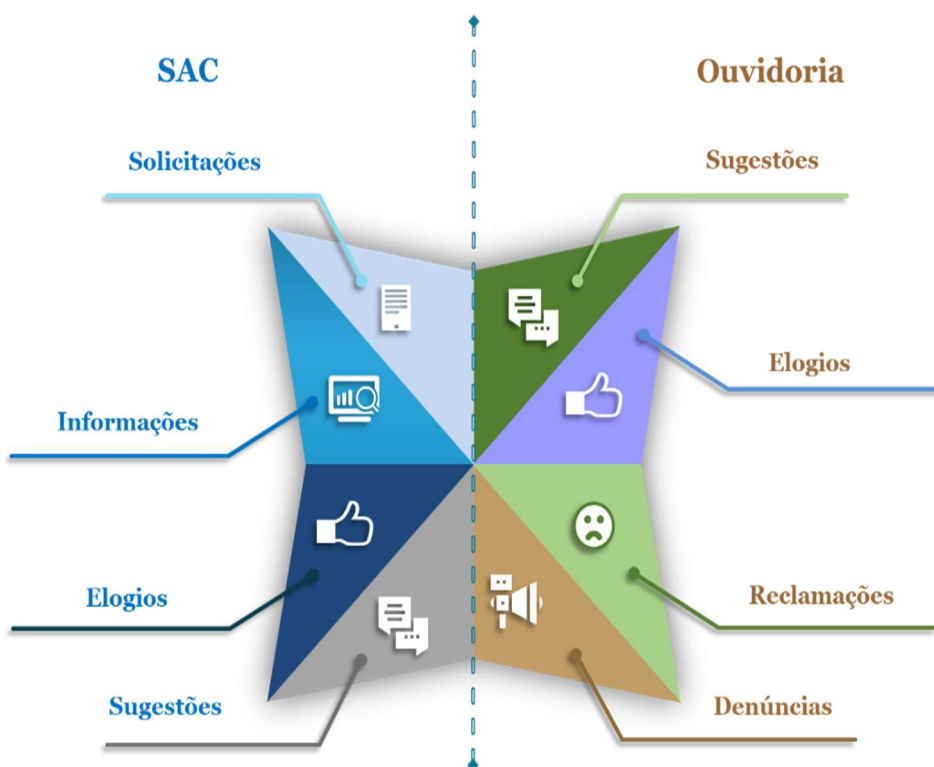 SAC
Solicitações
Informações
Elogios
Sugestões
Ouvidoria
Sugestões
Elogios
Reclamações
Denúncias